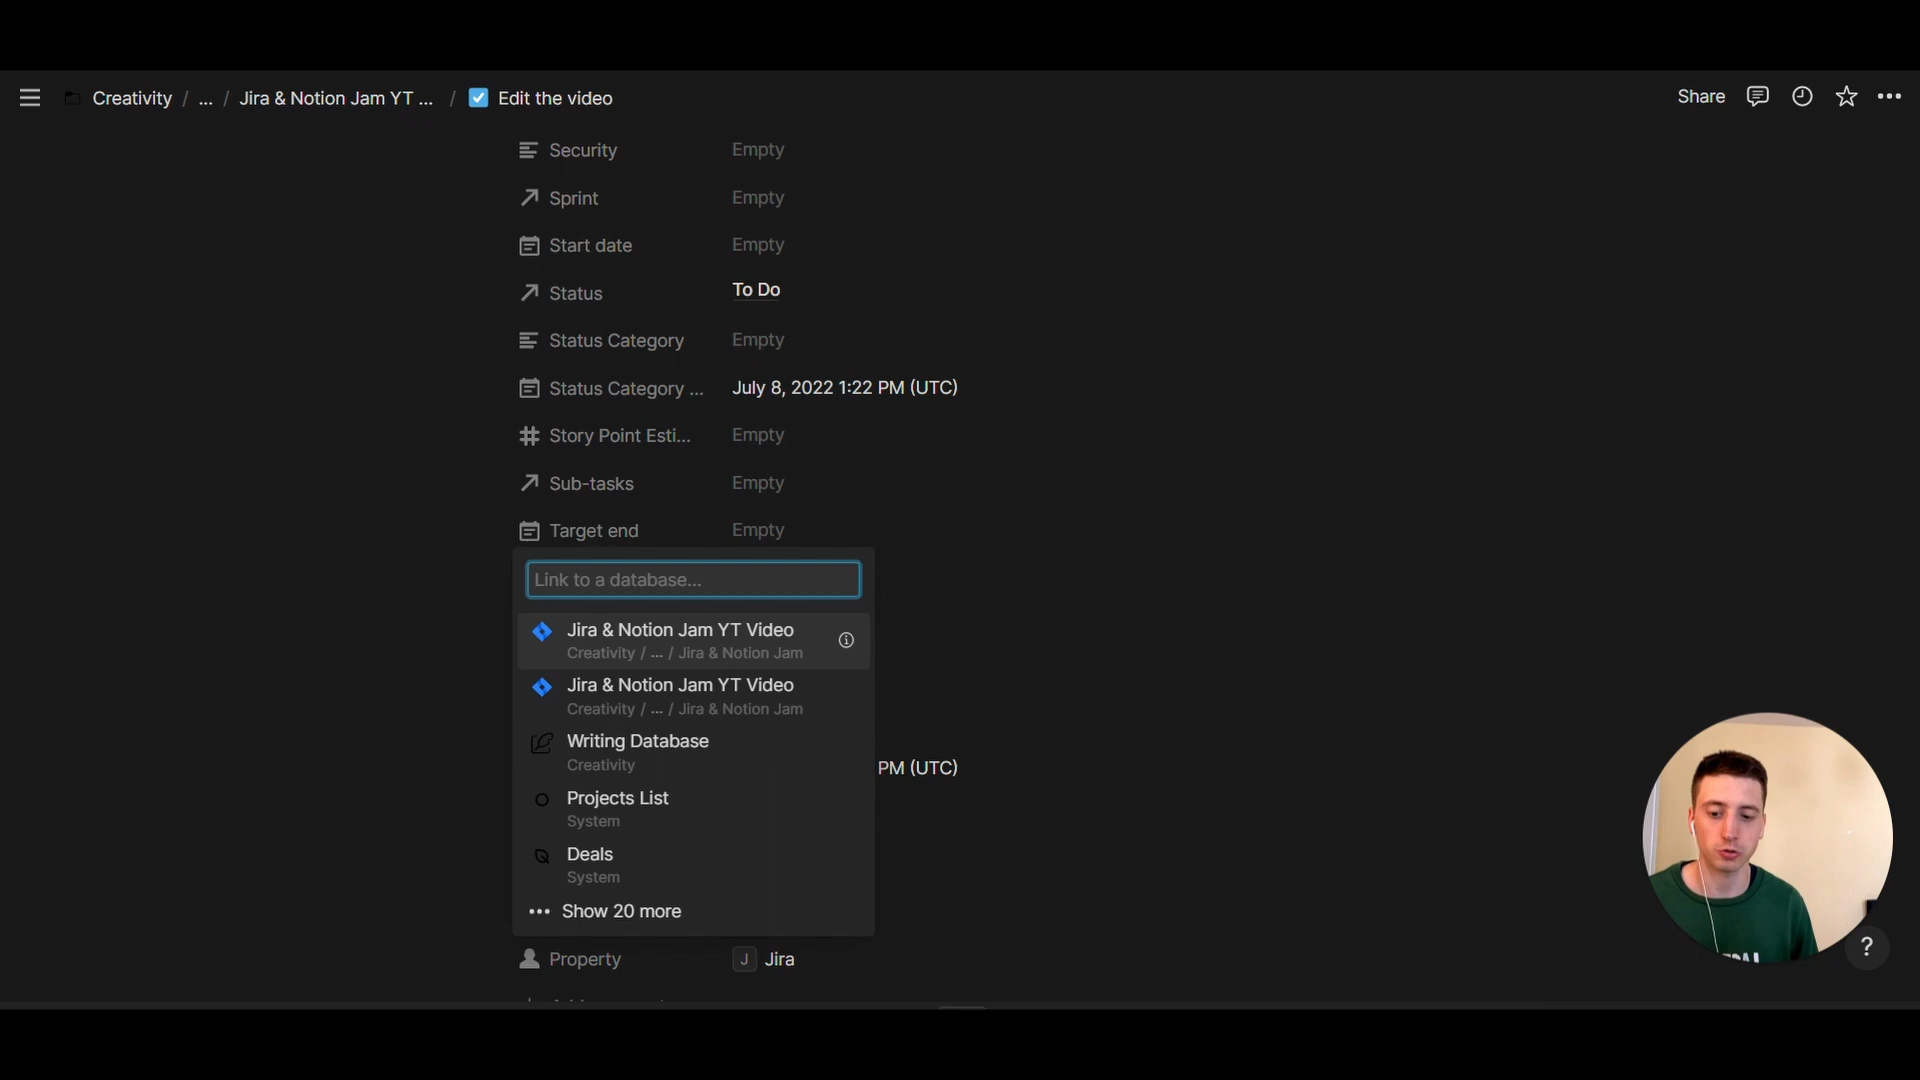 Creativity / ... / Jira & Notion Jam YT ... / Edit the video
Share
Security Empty
Sprint Empty
Start date Empty
Status To Do
Status Category Empty
Status Category ... July 8, 2022 1:22 PM (UTC)
Story Point Esti... Empty
Sub-tasks Empty
Target end Empty
Link to a database...
Jira & Notion Jam YT Video
Creativity / ... / Jira & Notion Jam
Jira & Notion Jam YT Video
Creativity / ... / Jira & Notion Jam
Writing Database
Creativity
PM (UTC)
Projects List
System
Deals
System
... Show 20 more
Property J Jira
?